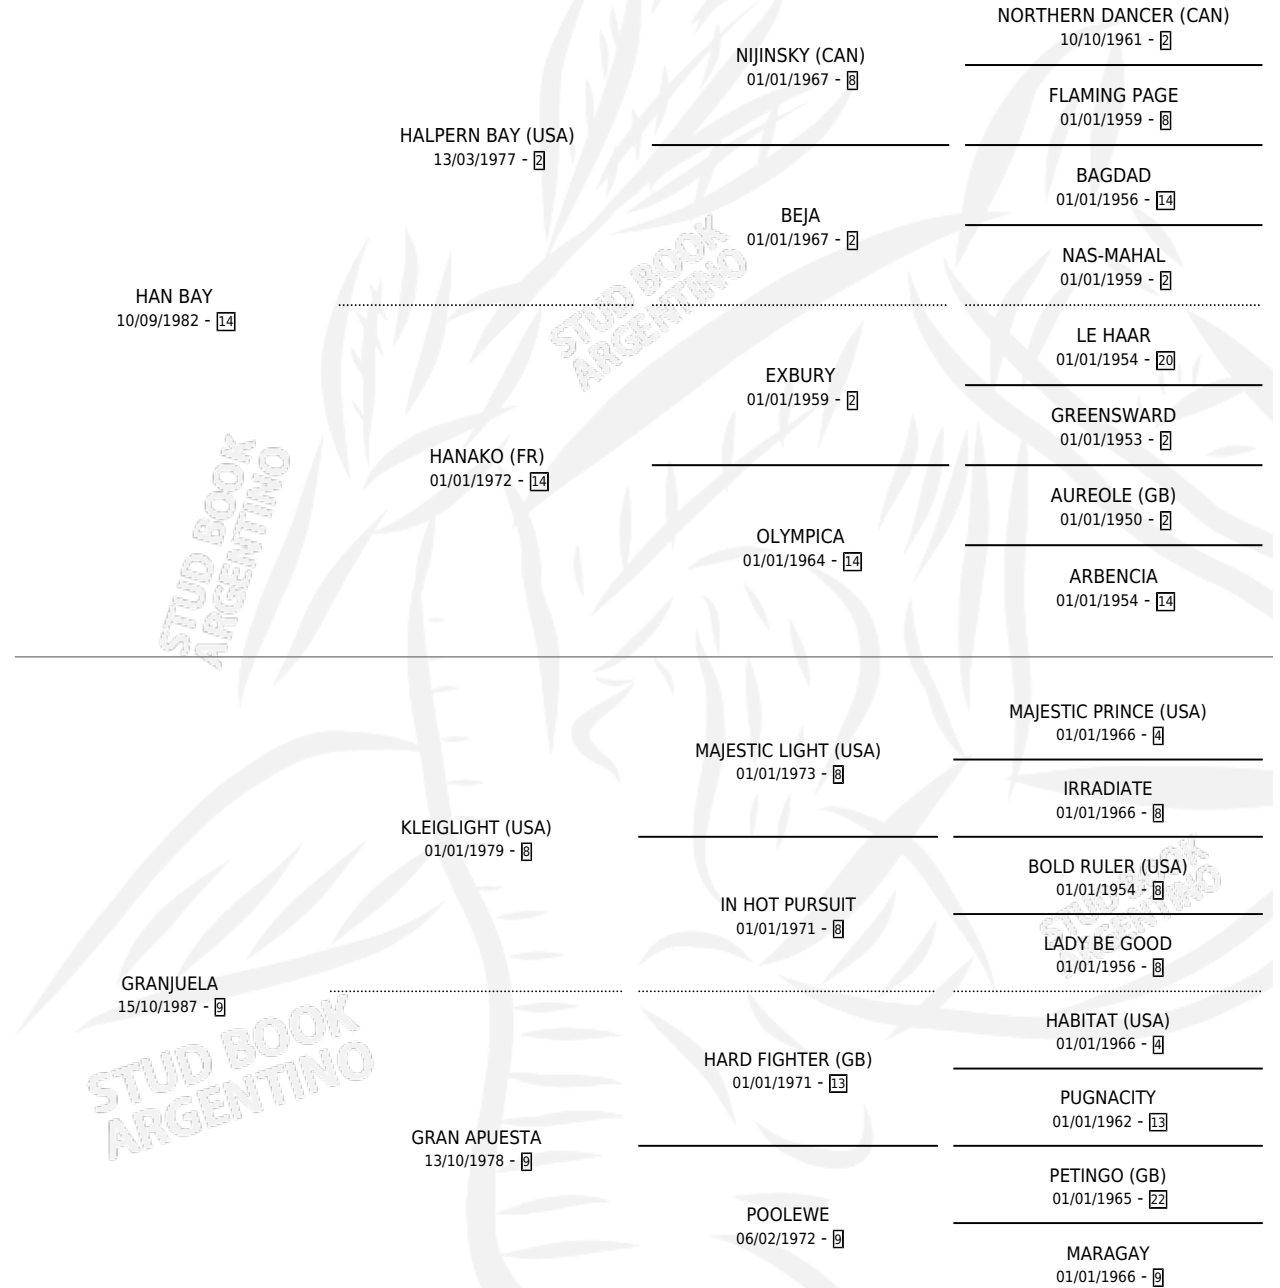 NORTHERN DANCER (CAN)
10/10/1961 - 2
NIJINSKY (CAN)
01/01/1967 - 8
FLAMING PAGE
01/01/1959 - 8
HALPERN BAY (USA)
13/03/1977 - 2
BAGDAD
01/01/1956 - 14
BEJA
01/01/1967 - 2
NAS-MAHAL
01/01/1959 - 2
HAN BAY
10/09/1982 - 14
LE HAAR
01/01/1954 - 20
EXBURY
01/01/1959 - 2
GREENSWARD
01/01/1953 - 2
HANAKO (FR)
01/01/1972 - 14
AUREOLE (GB)
01/01/1950 - 2
OLYMPICA
01/01/1964 - 14
ARBENCIA
01/01/1954 - 14
MAJESTIC PRINCE (USA)
01/01/1966 - 4
MAJESTIC LIGHT (USA)
01/01/1973 - 8
IRRADIATE
01/01/1966 - 8
KLEIGLIGHT (USA)
01/01/1979 - 8
BOLD RULER (USA)
01/01/1954 - 8
IN HOT PURSUIT
01/01/1971 - 8
LADY BE GOOD
01/01/1956 - 8
GRANJUELA
15/10/1987 - 9
HABITAT (USA)
01/01/1966 - 4
HARD FIGHTER (GB)
01/01/1971 - 13
PUGNACITY
01/01/1962 - 13
GRAN APUESTA
13/10/1978 - 9
PETINGO (GB)
01/01/1965 - 22
POOLEWE
06/02/1972 - 9
MARAGAY
01/01/1966 - 9
STUD BOOK
ARGENTINO
STUD BOOK
ARGENTINO
STUD BOOK
ARGENTINO
STUD BOOK
ARGENTINO